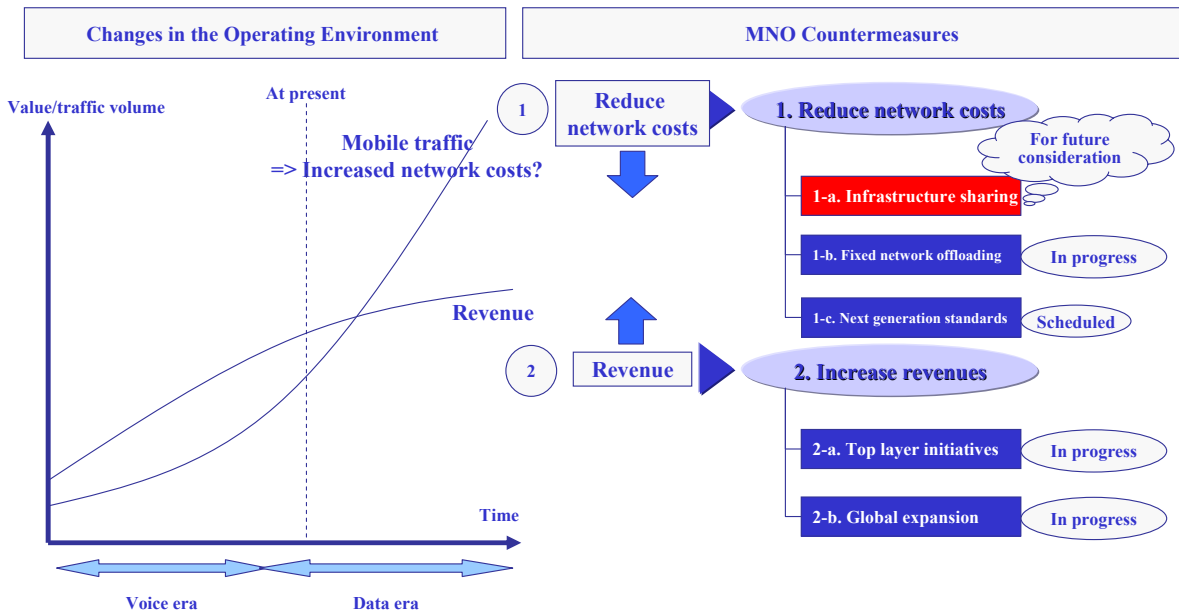 Changes in the Operating Environment
MNO Countermeasures
Value/traffic volume
At present
Mobile traffic
=> Increased network costs?
Revenue
Time
Voice era
Data era
1
Reduce
network costs
1. Reduce network costs
For future
consideration
1-a. Infrastructure sharing
1-b. Fixed network offloading
In progress
1-c. Next generation standards
Scheduled
2
Revenue
2. Increase revenues
2-a. Top layer initiatives
In progress
2-b. Global expansion
In progress